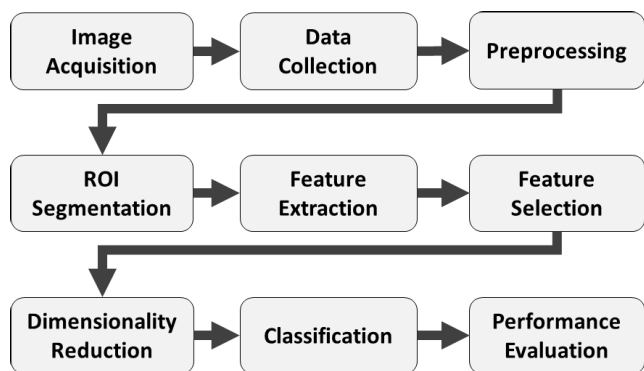 Image
Acquisition
Data
Collection
Preprocessing
ROI
Segmentation
Feature
Extraction
Feature
Selection
Dimensionality
Reduction
Classification
Performance
Evaluation